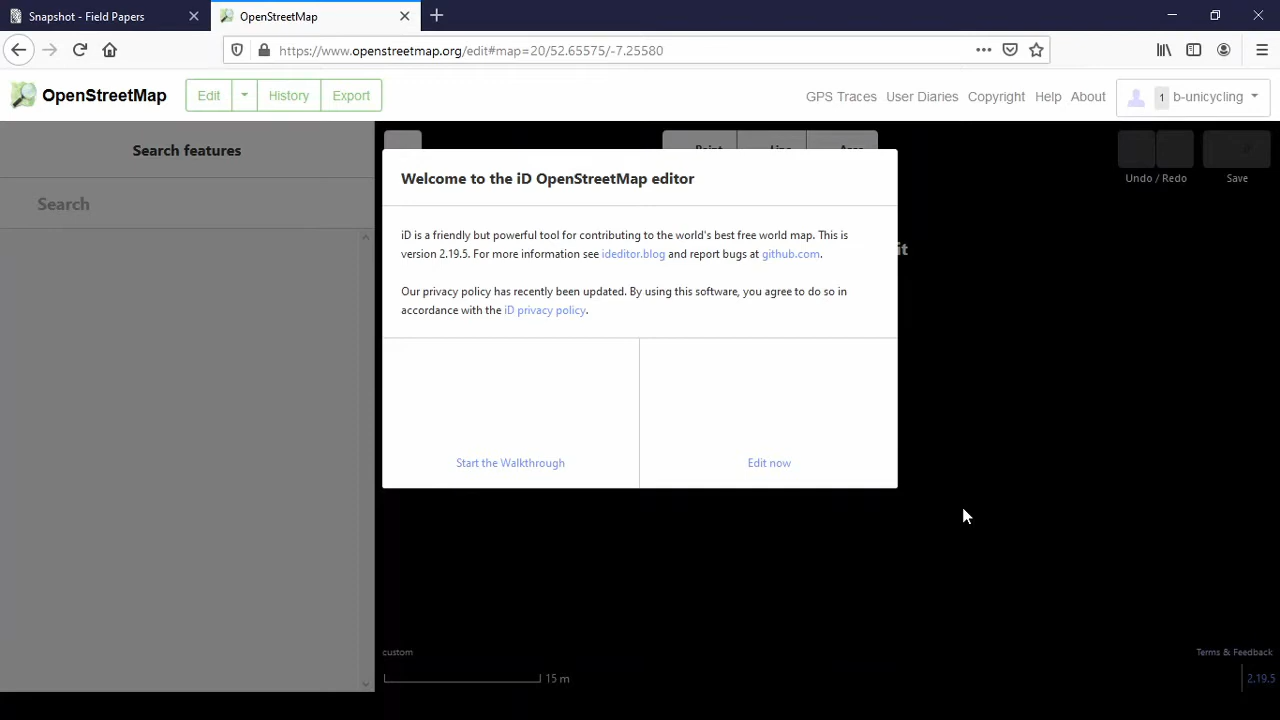 Snapshot - Field Papers
OpenStreetMap
https://www.openstreetmap.org/edit#map=20/52.65575/-7.25580
OpenStreetMap
Edit
History
Export
GPS Traces
User Diaries
Copyright
Help
About
1
b-unicycling
Search features
Search
Point
Line
Area
Undo / Redo
Save
Welcome to the iD OpenStreetMap editor
iD is a friendly but powerful tool for contributing to the world's best free world map. This is
version 2.19.5. For more information see ideditor.blog and report bugs at github.com.
Our privacy policy has recently been updated. By using this software, you agree to do so in
accordance with the iD privacy policy.
Start the Walkthrough
Edit now
custom
15 m
Terms & Feedback
2.19.5